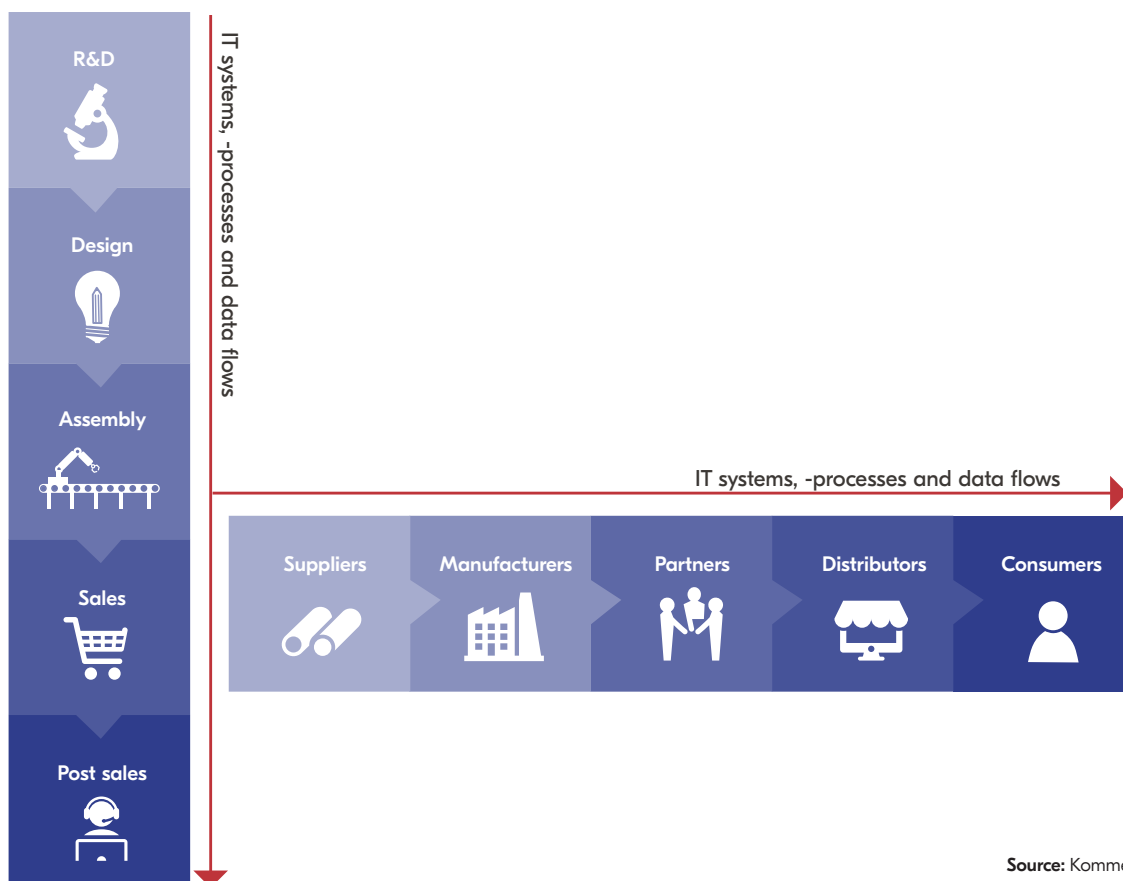 R&D
IT systems, -processes and data flows
Design
Assembly
Sales
Post sales
IT systems, -processes and data flows
Suppliers
Manufacturers
Partners
Distributors
Consumers
Source: Komme